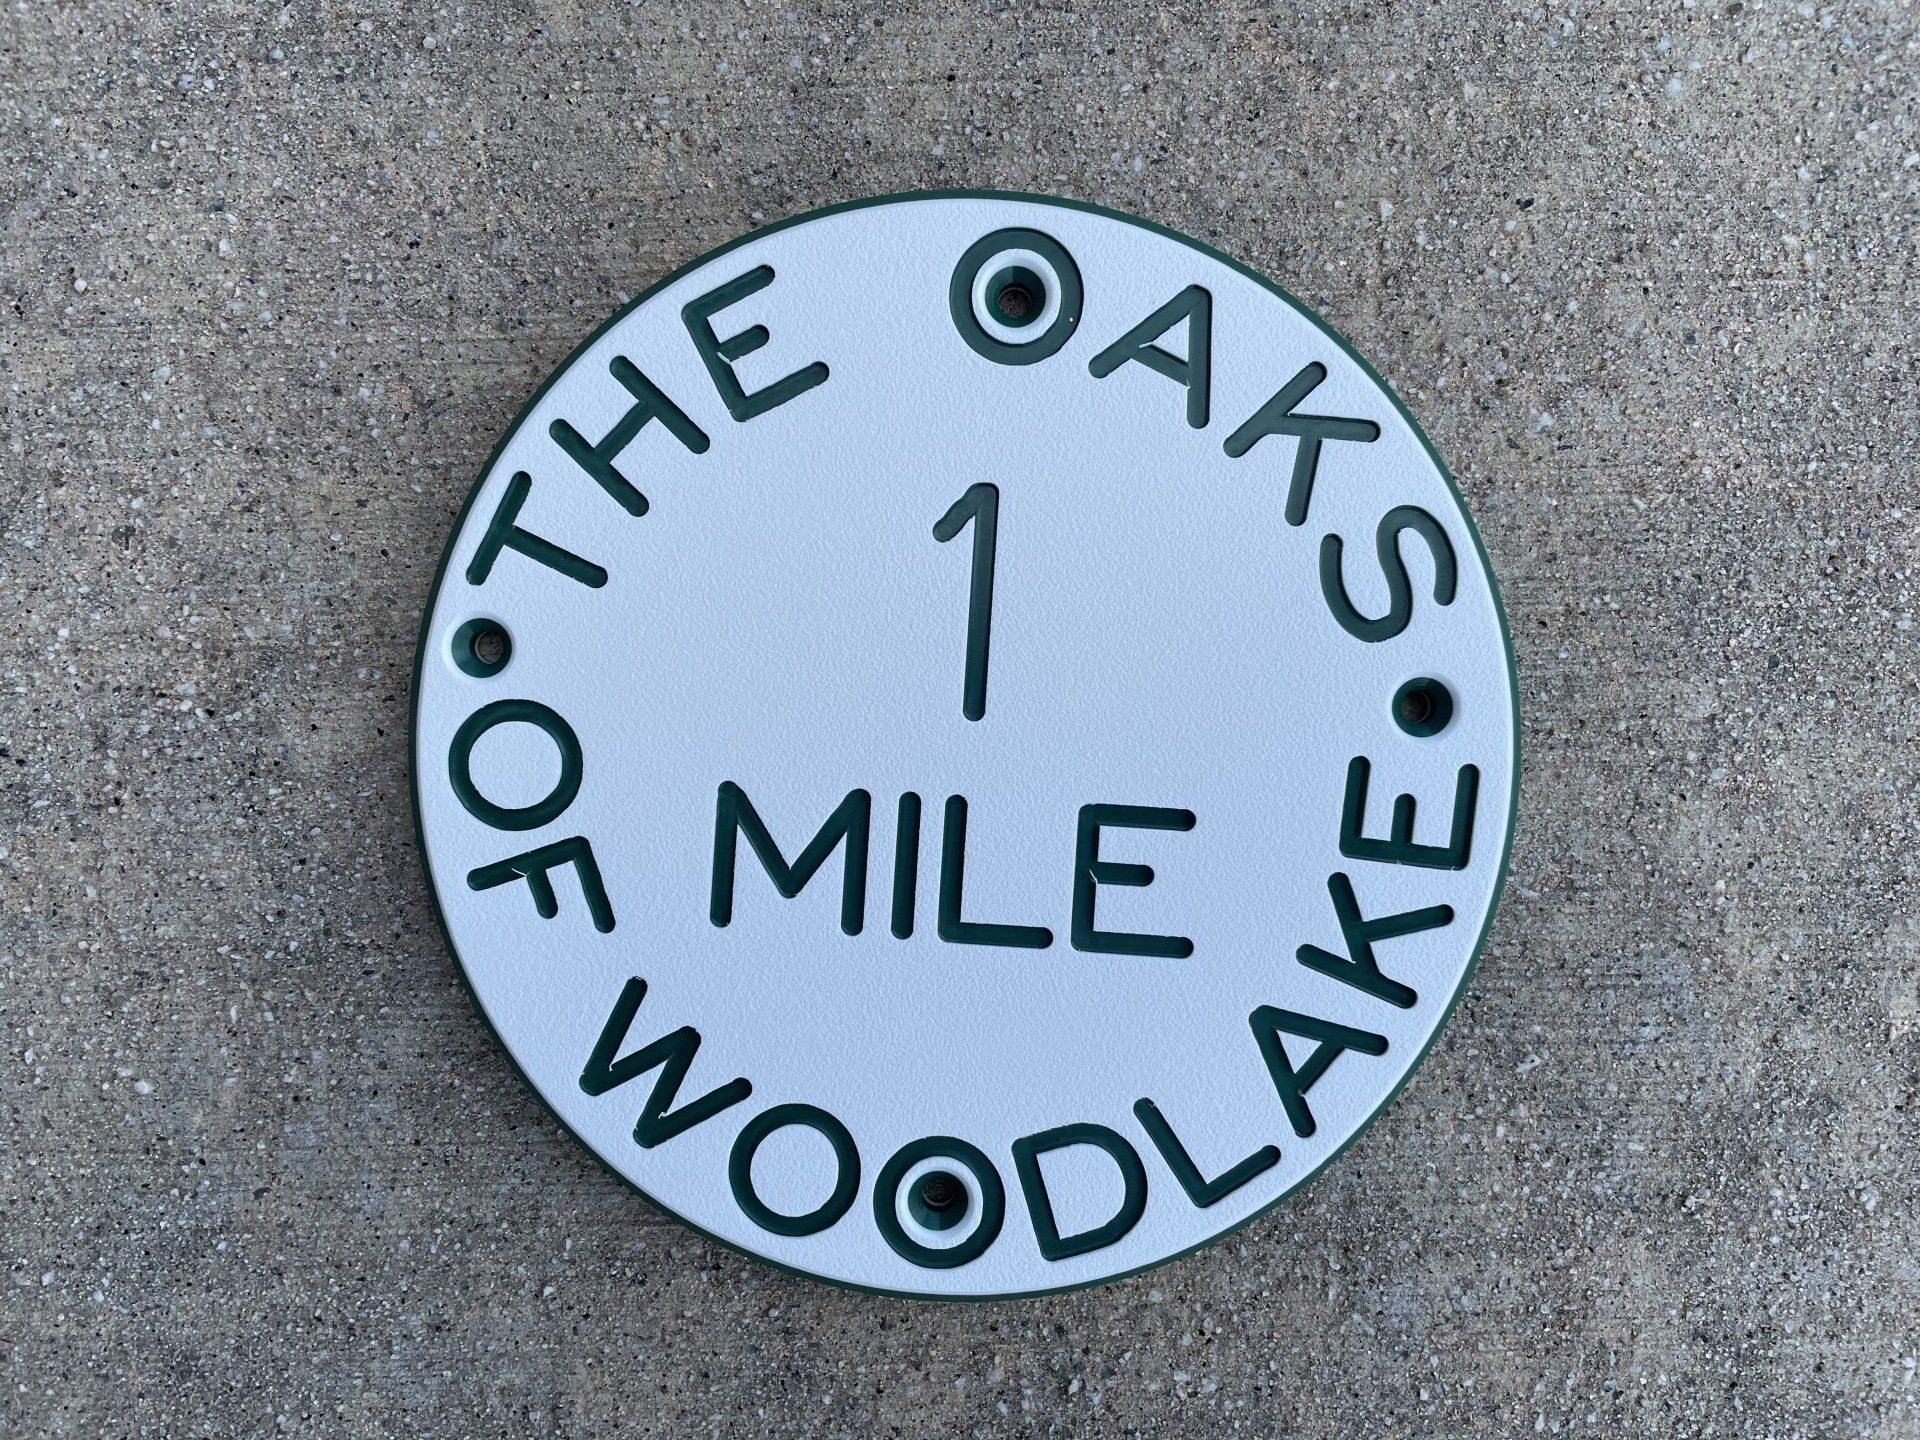 THE OAKS
1
MILE
OF WOODLAKE